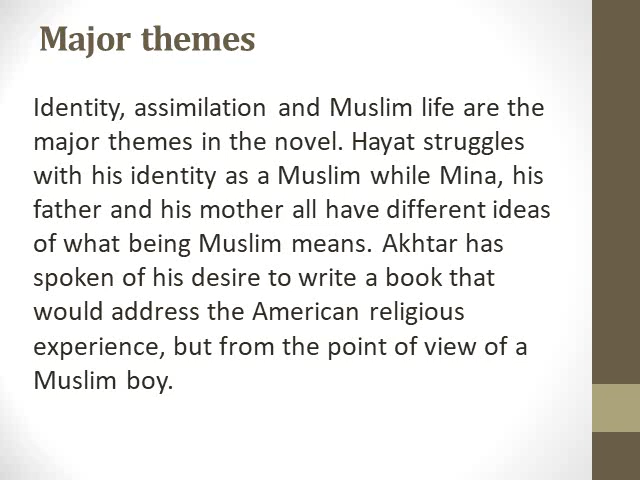 Major themes
Identity, assimilation and Muslim life are the
major themes in the novel. Hayat struggles
with his identity as a Muslim while Mina, his
father and his mother all have different ideas
of what being Muslim means. Akhtar has
spoken of his desire to write a book that
would address the American religious
experience, but from the point of view of a
Muslim boy.